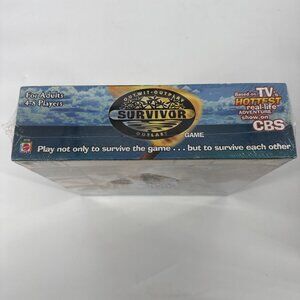 For Adults
4-8 Players
OUTWIT • OUTPLAY
SURVIVOR
OUTLAST
GAME
Based on TV's
HOTTEST
real-life
ADVENTURE
show on
CBS
Play not only to survive the game . . . but to survive each other